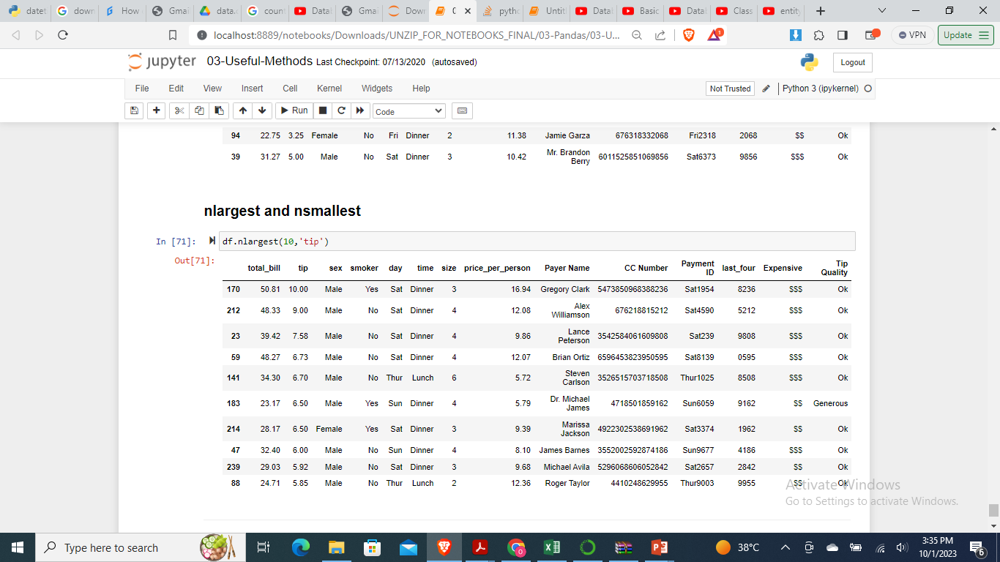 datet
down
How
Gmai
data.
coun
Datal
Gmai
Down
pytho
Untitl
Datal
Basic
Datal
Class
entity
localhost:8889/notebooks/Downloads/UNZIP_FOR_NOTEBOOKS_FINAL/03-Pandas/03-U...
1
VPN
Update
jupyter 03-Useful-Methods Last Checkpoint: 07/13/2020 (autosaved)
Logout
File Edit View Insert Cell Kernel Widgets Help
Not Trusted Python 3 (ipykernel)
Run Code
94 22.75 3.25 Female No Fri Dinner 2 11.38 Jamie Garza 676318332068 Fri2318 2068 $$ Ok
39 31.27 5.00 Male No Sat Dinner 3 10.42 Mr. Brandon Berry 6011525851069856 Sat6373 9856 $$$ Ok
nlargest and nsmallest
In [71]: df.nlargest(10,'tip')
Out[71]:
total_bill tip sex smoker day time size price_per_person Payer Name CC Number Payment ID last_four Expensive Tip Quality
170 50.81 10.00 Male Yes Sat Dinner 3 16.94 Gregory Clark 5473850968388236 Sat1954 8236 $$$ Ok
212 48.33 9.00 Male No Sat Dinner 4 12.08 Alex Williamson 676218815212 Sat4590 5212 $$$ Ok
23 39.42 7.58 Male No Sat Dinner 4 9.86 Lance Peterson 3542584061609808 Sat239 9808 $$$ Ok
59 48.27 6.73 Male No Sat Dinner 4 12.07 Brian Ortiz 6596453823950595 Sat8139 0595 $$$ Ok
141 34.30 6.70 Male No Thur Lunch 6 5.72 Steven Carlson 3526515703718508 Thur1025 8508 $$$ Ok
183 23.17 6.50 Male Yes Sun Dinner 4 5.79 Dr. Michael James 4718501859162 Sun6059 9162 $$ Generous
214 28.17 6.50 Female Yes Sat Dinner 3 9.39 Marissa Jackson 4922302538691962 Sat3374 1962 $$ Ok
47 32.40 6.00 Male No Sun Dinner 4 8.10 James Barnes 3552002592874186 Sun9677 4186 $$$ Ok
239 29.03 5.92 Male No Sat Dinner 3 9.68 Michael Avila 5296068606052842 Sat2657 2842 $$ Ok
88 24.71 5.85 Male No Thur Lunch 2 12.36 Roger Taylor 4410248629955 Thur9003 9955 $$ Ok
Activate Windows
Go to Settings to activate Windows.
Type here to search
38°C
3:35 PM
10/1/2023
6